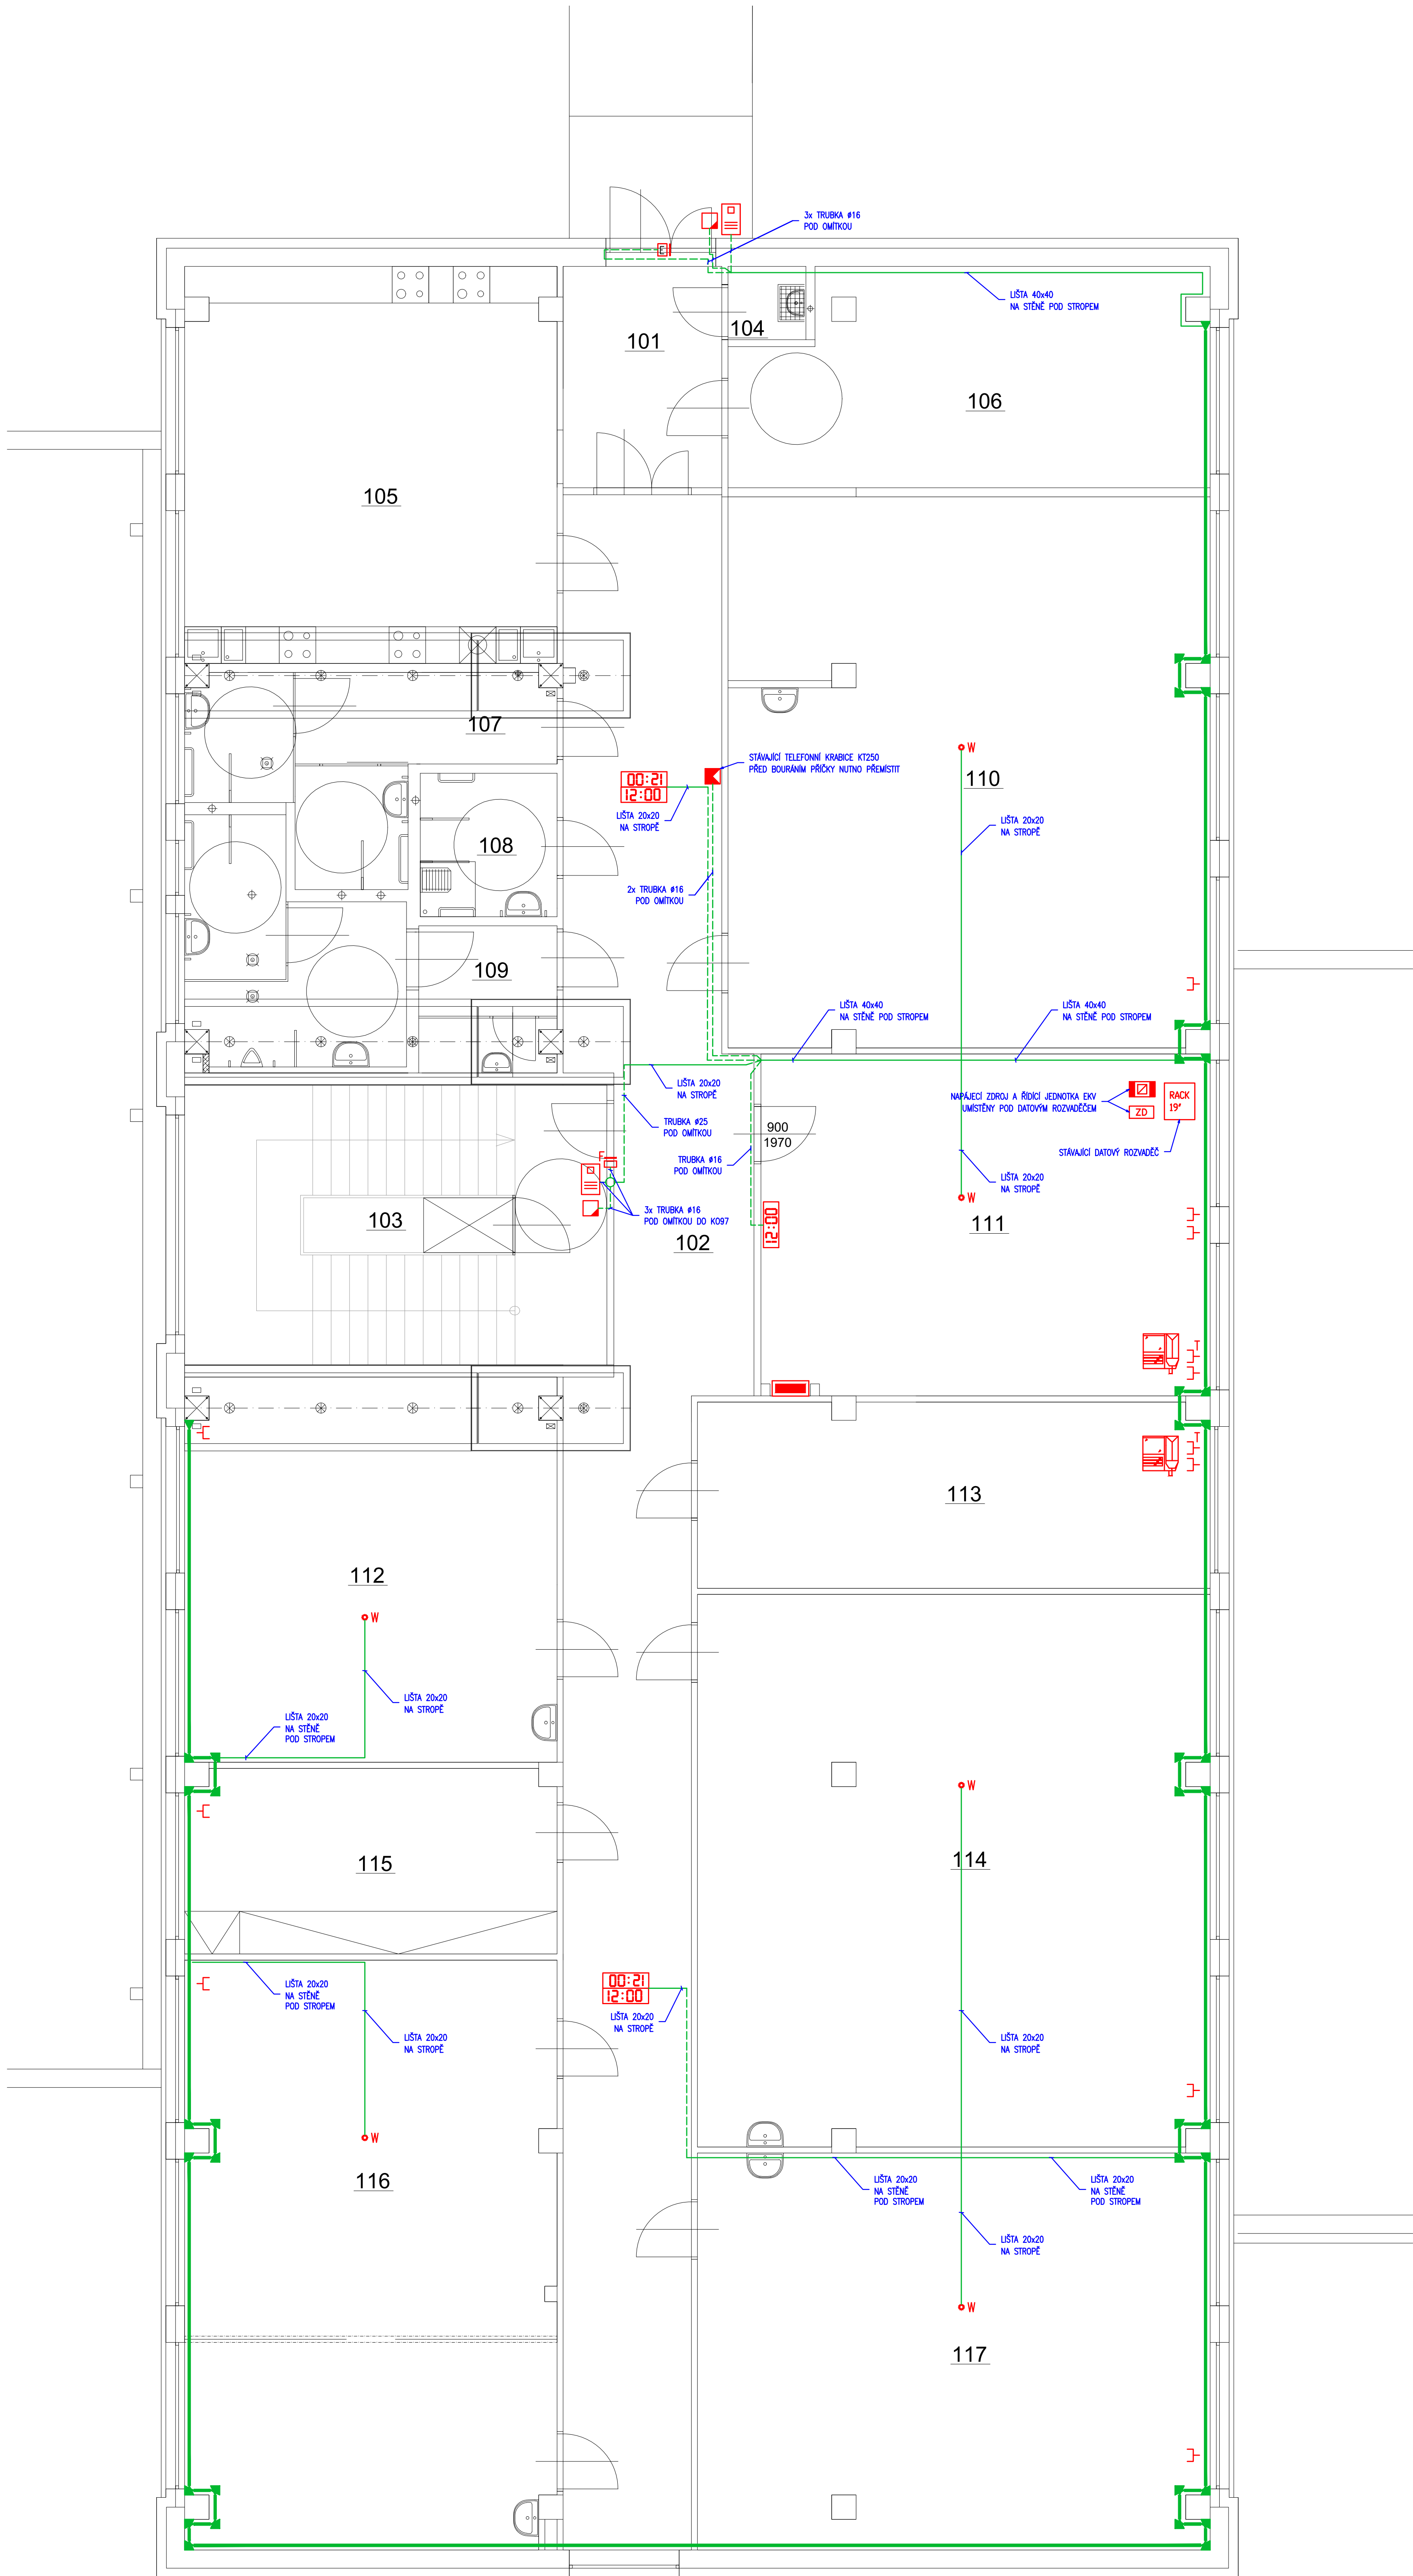 3x TRUBKA ø16
POD OMÍTKOU
E
LIŠTA 40x40
NA STĚNĚ POD STROPEM
104
101
106
105
107
STÁVAJÍCÍ TELEFONNÍ KRABICE KT250
PŘED BOURÁNÍM PŘÍČKY NUTNO PŘEMÍSTIT
W
00:21
12:00
110
LIŠTA 20x20
NA STROPĚ
LIŠTA 20x20
NA STROPĚ
108
2x TRUBKA ø16
POD OMÍTKOU
109
LIŠTA 40x40
NA STĚNĚ POD STROPEM
LIŠTA 40x40
NA STĚNĚ POD STROPEM
LIŠTA 20x20
NA STROPĚ
NAPÁJECÍ ZDROJ A ŘÍDÍCÍ JEDNOTKA EKV
UMÍSTĚNY POD DATOVÝM ROZVADĚČEM
ZD
RACK
19"
TRUBKA ø25
POD OMÍTKOU
900
1970
STÁVAJÍCÍ DATOVÝ ROZVADĚČ
TRUBKA ø16
POD OMÍTKOU
E
LIŠTA 20x20
NA STROPĚ
W
3x TRUBKA ø16
POD OMÍTKOU DO KO97
12:00
103
102
111
T
T
113
112
W
LIŠTA 20x20
NA STROPĚ
LIŠTA 20x20
NA STĚNĚ
POD STROPEM
W
115
114
LIŠTA 20x20
NA STĚNĚ
POD STROPEM
00:21
12:00
LIŠTA 20x20
NA STROPĚ
LIŠTA 20x20
NA STROPĚ
LIŠTA 20x20
NA STROPĚ
W
116
LIŠTA 20x20
NA STĚNĚ
POD STROPEM
LIŠTA 20x20
NA STĚNĚ
POD STROPEM
LIŠTA 20x20
NA STROPĚ
W
117